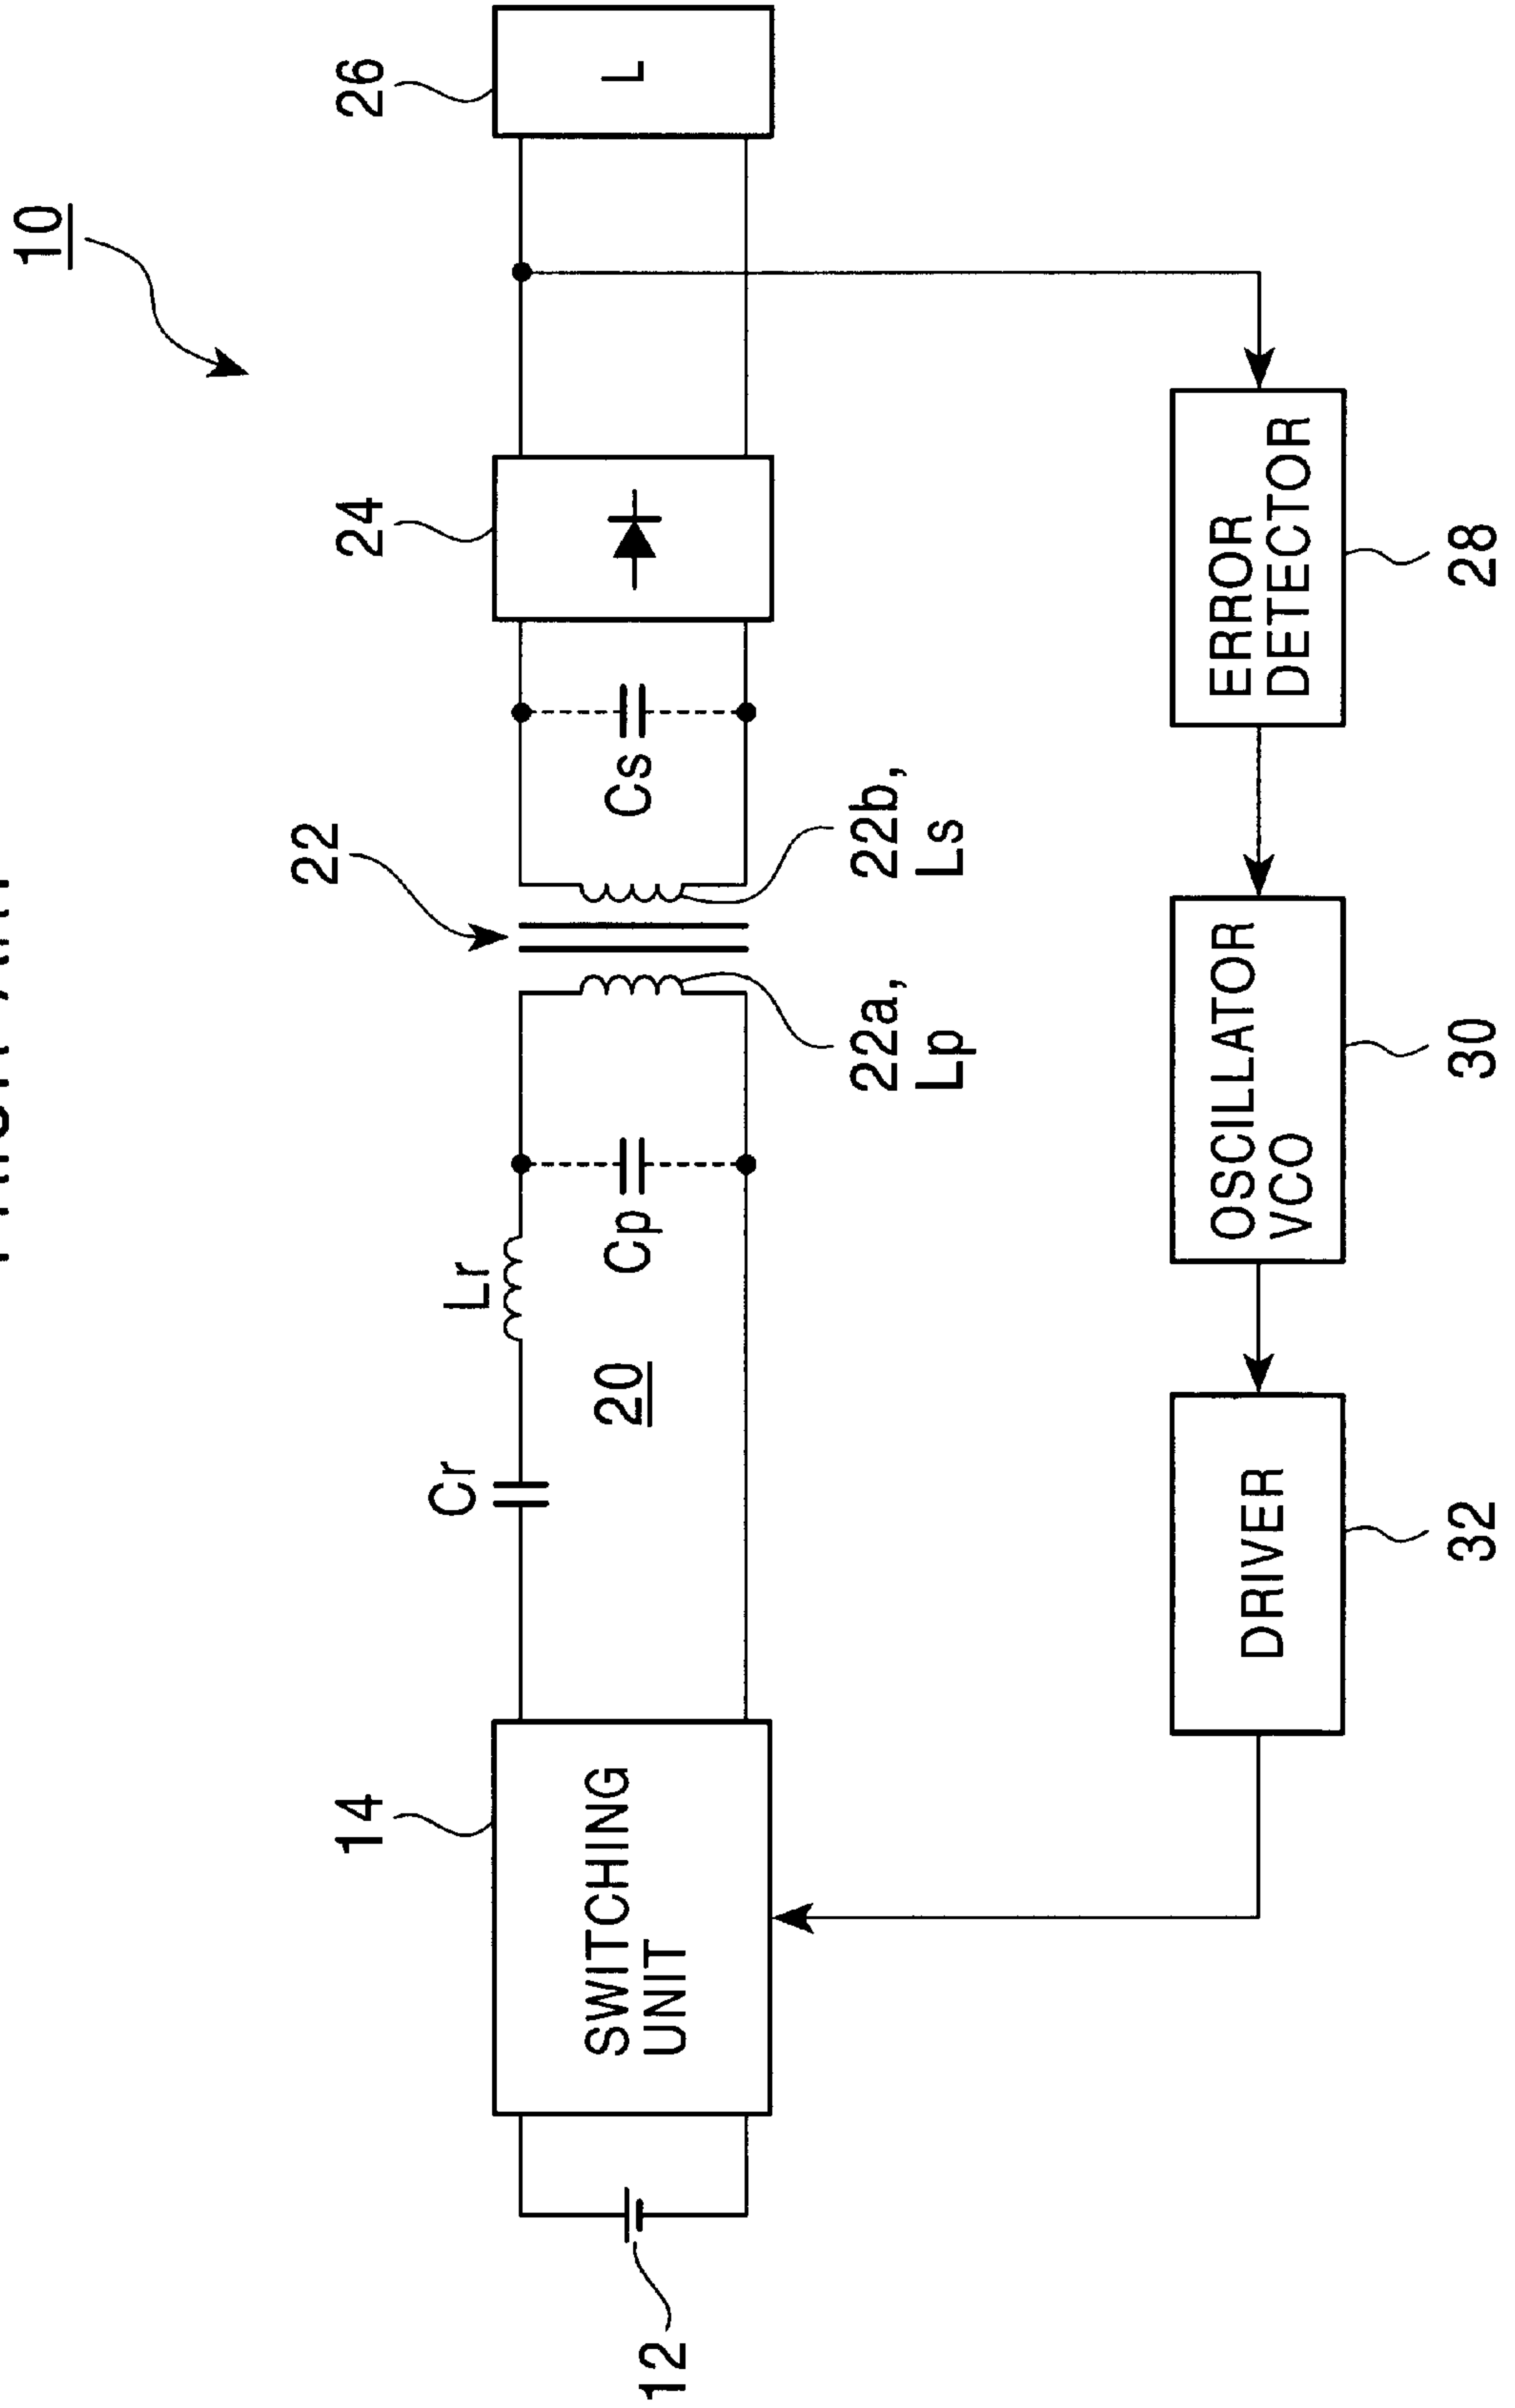 10
22
14
Cr
Lr
24
26
SWITCHING
UNIT
20
Cp
Cs
L
12
22a,
Lp
22b,
Ls
DRIVER
OSCILLATOR
VCO
ERROR
DETECTOR
32
30
28